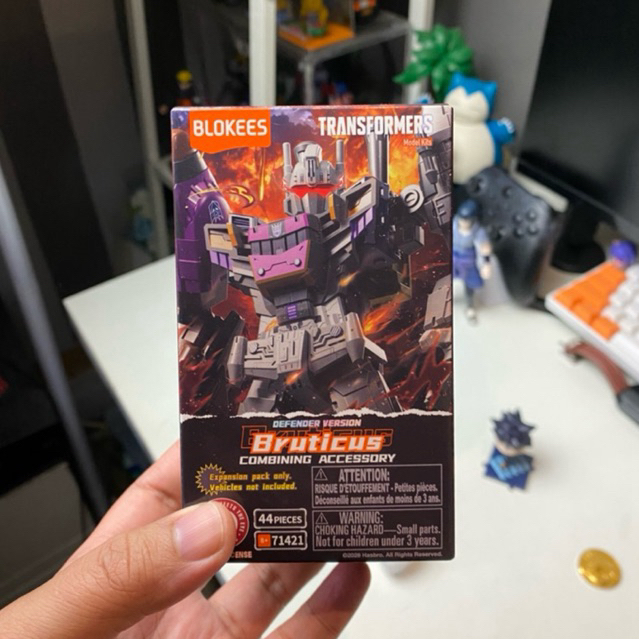 BLOKEES
TRANSFORMERS
Model Kits
DEFENDER VERSION
Bruticus
COMBINING ACCESSORY
Expansion pack only.
Vehicles not included.
ATTENTION:
RISQUE D'ÉTOUFFEMENT - Petites pièces.
Déconseillé aux enfants de moins de 3 ans.
44 PIECES
8+ 71421
WARNING:
CHOKING HAZARD—Small parts.
Not for children under 3 years.
©2026 Hasbro. All Rights Reserved.